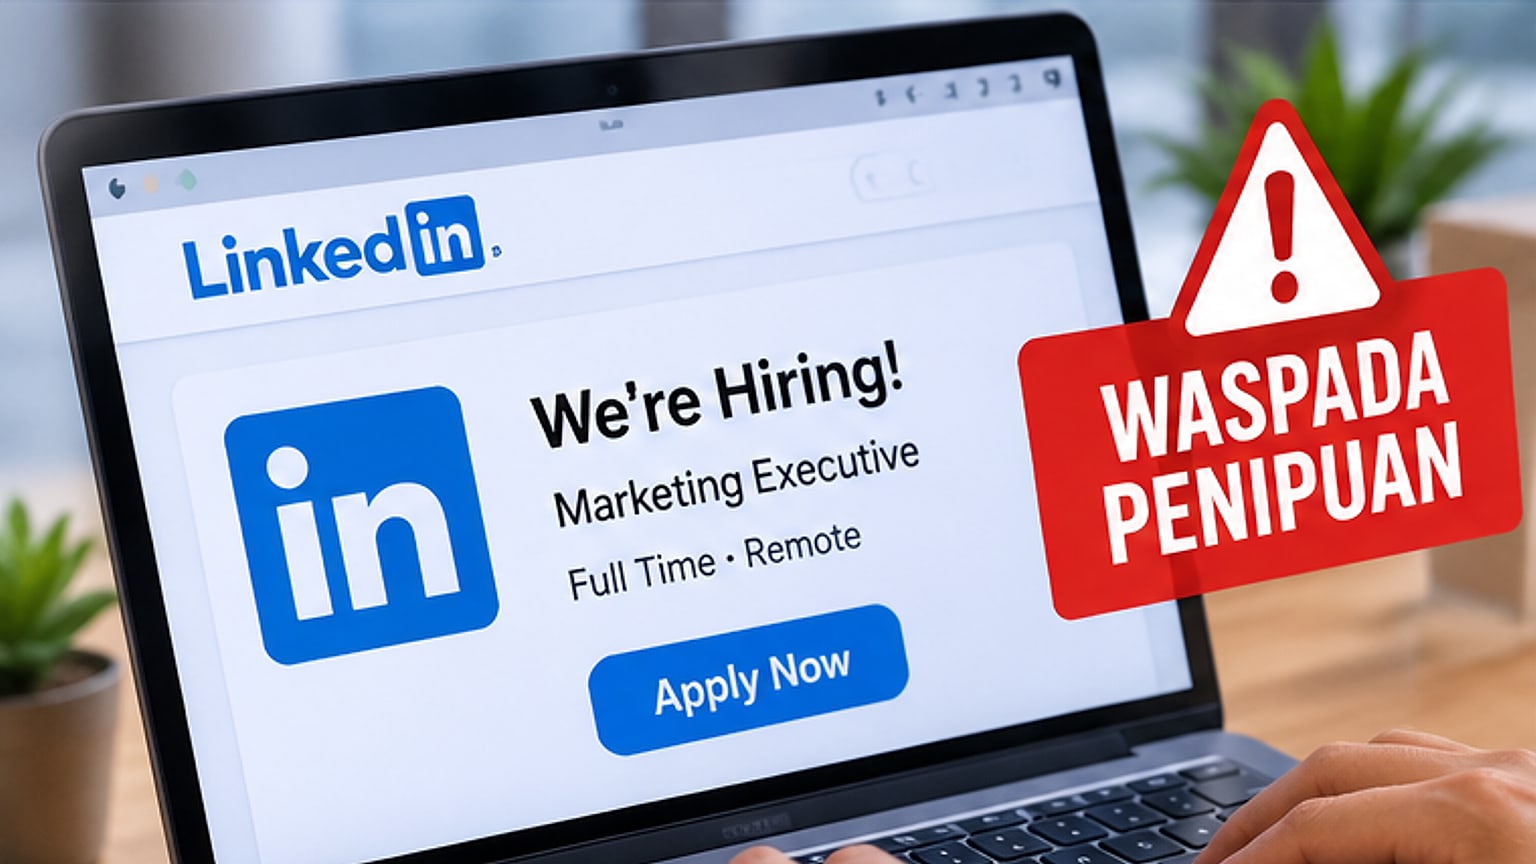 Linkedin
in
We're Hiring!
Marketing Executive
Full Time · Remote
Apply Now
WASPADA
PENIPUAN